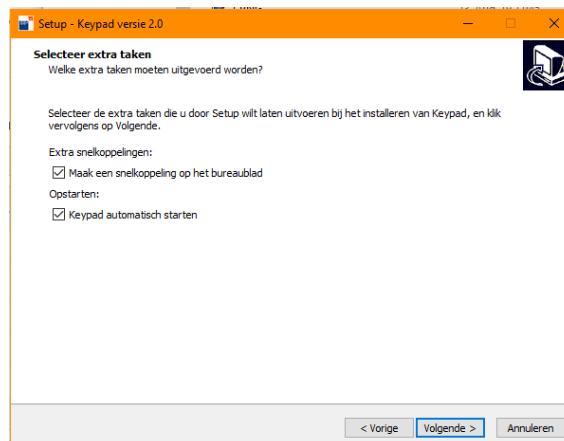 Setup - Keypad versie 2.0
Selecteer extra taken
Welke extra taken moeten uitgevoerd worden?
Selecteer de extra taken die u door Setup wilt laten uitvoeren bij het installeren van Keypad, en klik
vervolgens op Volgende.
Extra snelkoppelingen:
Maak een snelkoppeling op het bureaublad
Opstarten:
Keypad automatisch starten
< Vorige
Volgende >
Annuleren